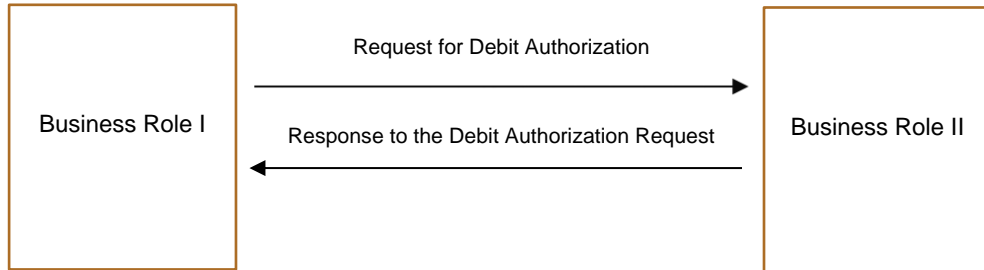 Request for Debit Authorization
Business Role I
Response to the Debit Authorization Request
Business Role II